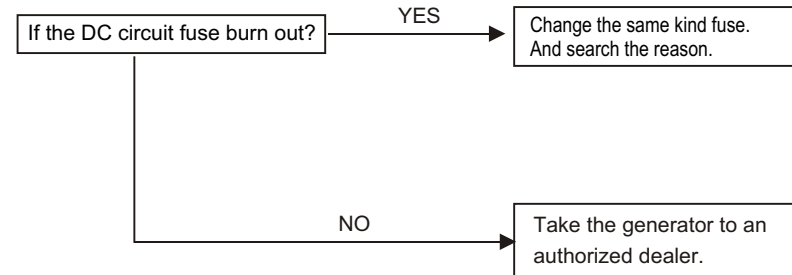 If the DC circuit fuse burn out?
YES
Change the same kind fuse.
And search the reason.
NO
Take the generator to an
authorized dealer.